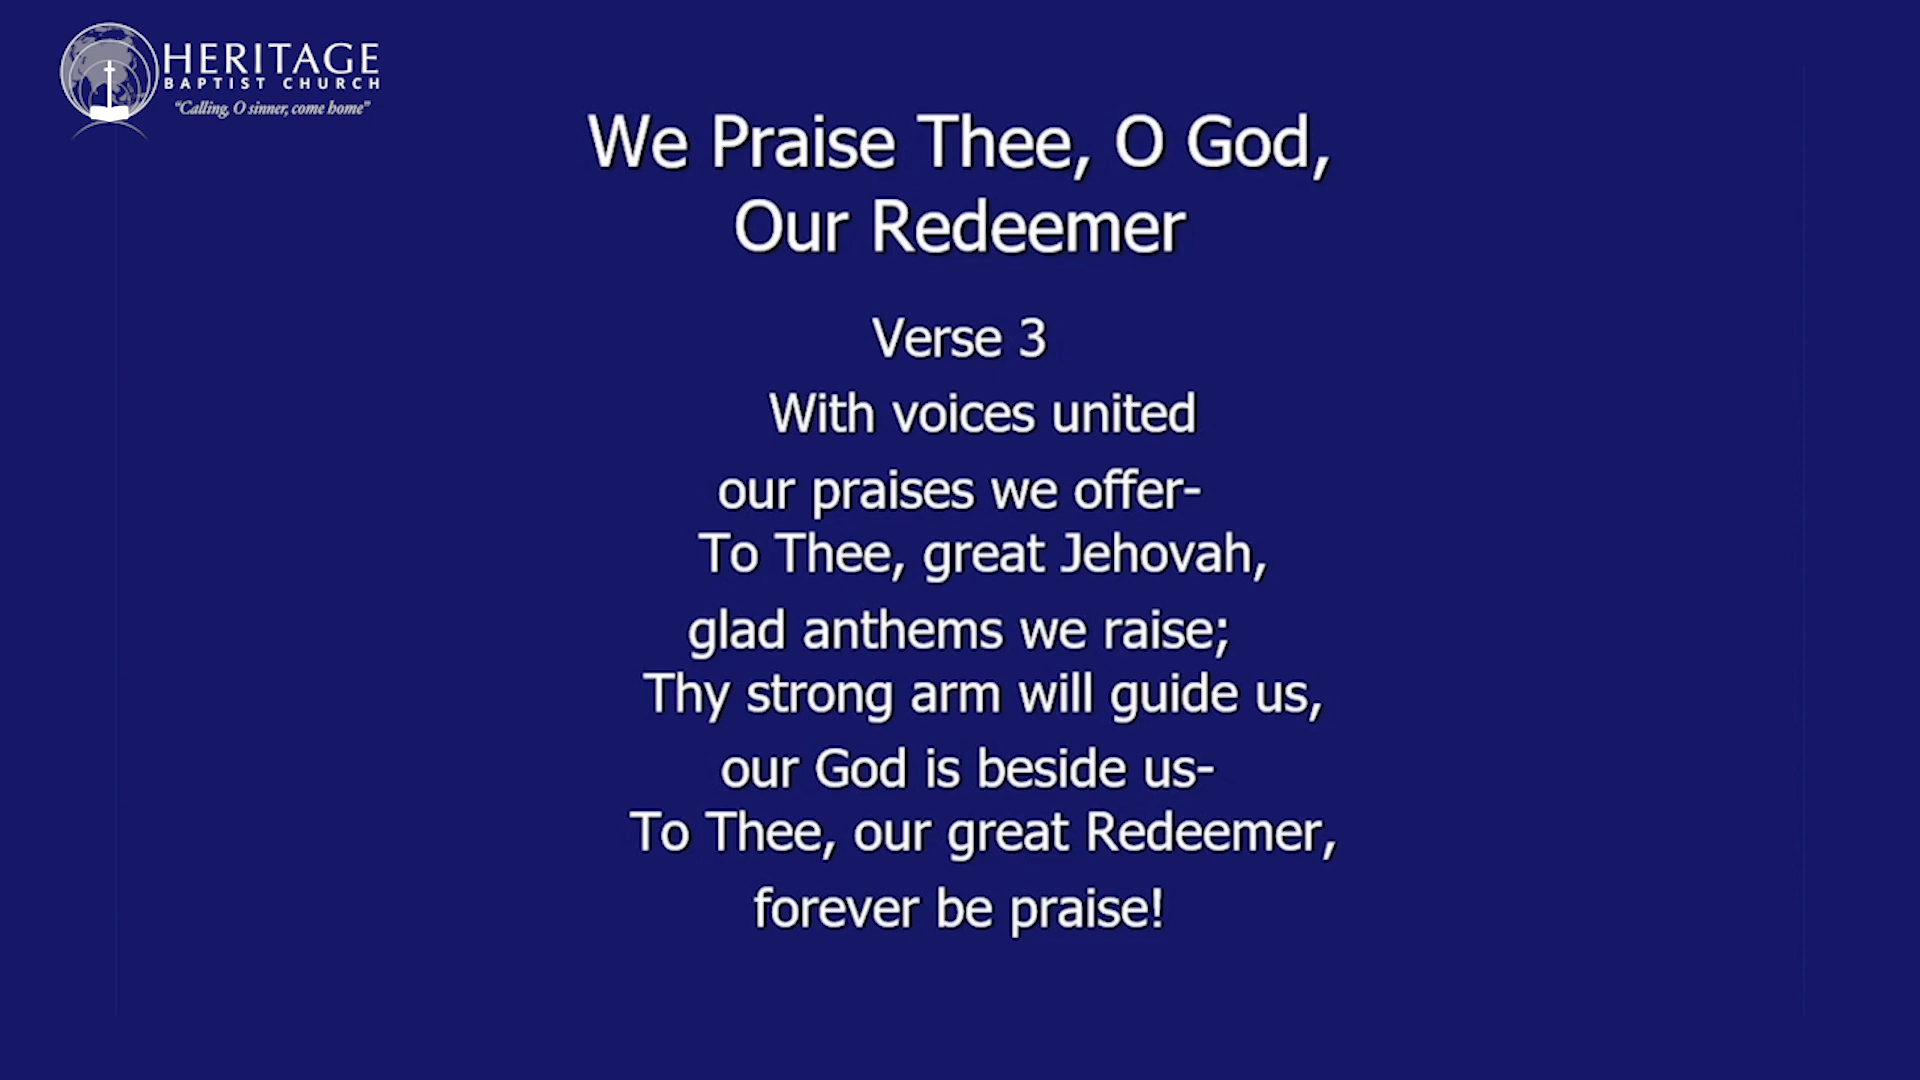 HERITAGE
BAPTIST CHURCH
"Calling, O sinner, come home"
We Praise Thee, O God,
Our Redeemer
Verse 3
With voices united
our praises we offer-
To Thee, great Jehovah,
glad anthems we raise;
Thy strong arm will guide us,
our God is beside us-
To Thee, our great Redeemer,
forever be praise!